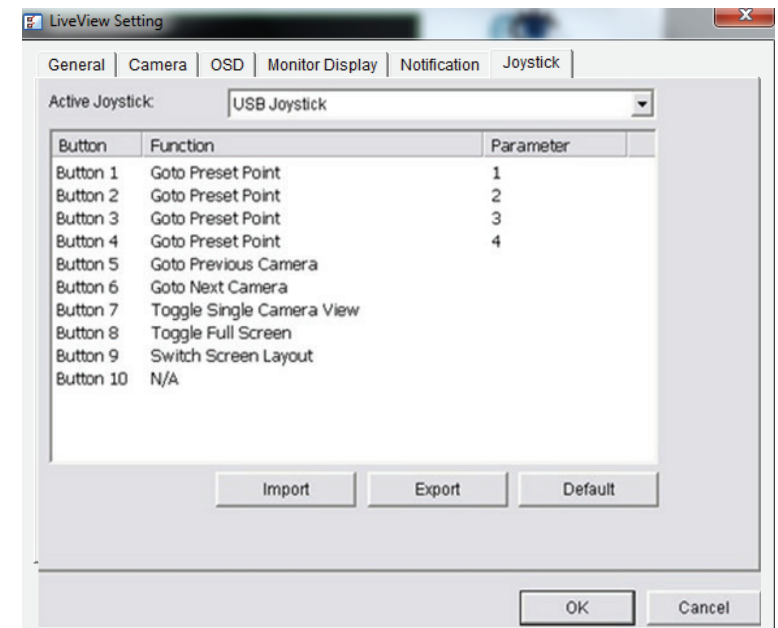 LiveView Setting
General Camera OSD Monitor Display Notification Joystick
Active Joystick: USB Joystick
Button Function Parameter
Button 1 Goto Preset Point 1
Button 2 Goto Preset Point 2
Button 3 Goto Preset Point 3
Button 4 Goto Preset Point 4
Button 5 Goto Previous Camera
Button 6 Goto Next Camera
Button 7 Toggle Single Camera View
Button 8 Toggle Full Screen
Button 9 Switch Screen Layout
Button 10 N/A
Import Export Default
OK Cancel